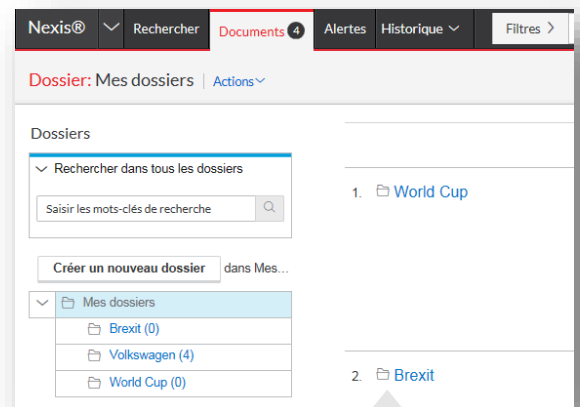 Nexis® Rechercher Documents 4 Alertes Historique Filtres
Dossier: Mes dossiers | Actions
Dossiers
Rechercher dans tous les dossiers
Saisir les mots-clés de recherche
Créer un nouveau dossier dans Mes...
Mes dossiers
Brexit (0)
Volkswagen (4)
World Cup (0)
1. World Cup
2. Brexit